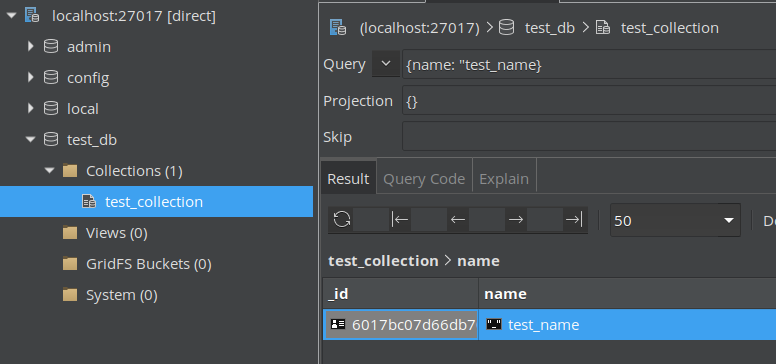 localhost:27017 [direct]
admin
config
local
test_db
Collections (1)
test_collection
Views (0)
GridFS Buckets (0)
System (0)
(localhost:27017) test_db test_collection
Query {name: "test_name}
Projection {}
Skip
Result Query Code Explain
50
test_collection > name
_id name
6017bc07d66db7 test_name